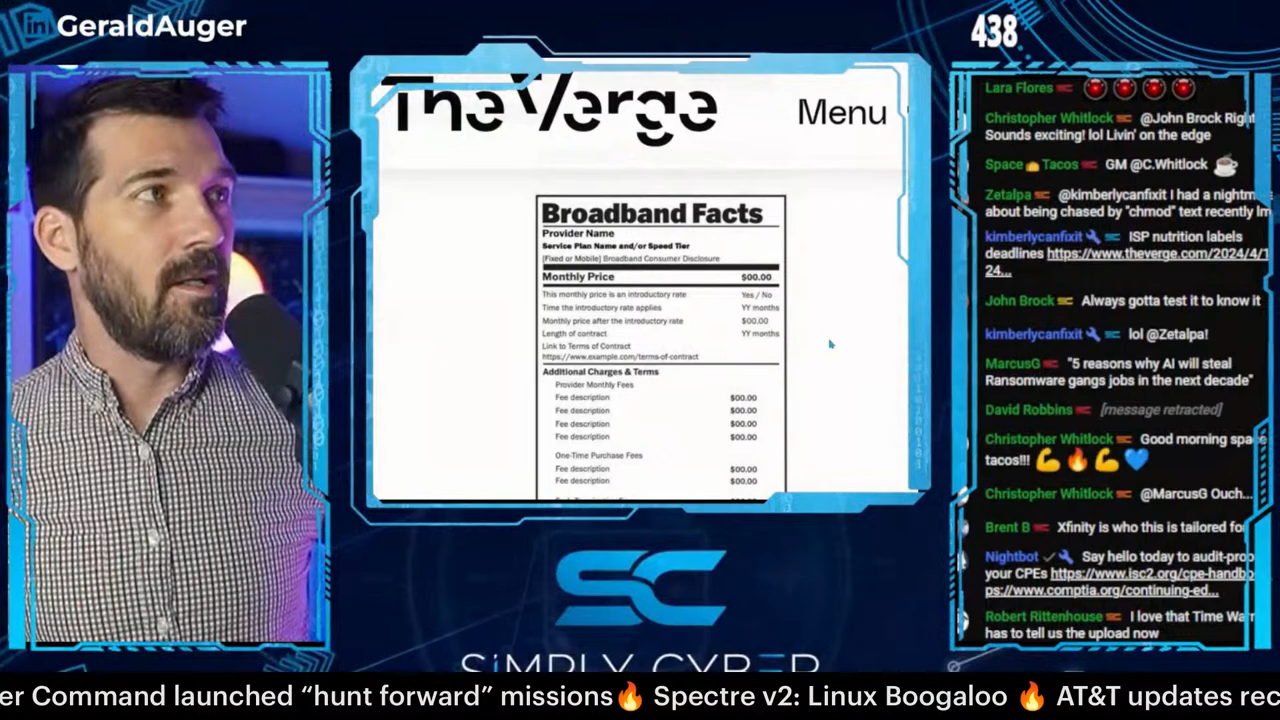 in GeraldAuger
438
The Verge
Menu
Broadband Facts
Provider Name
Service Plan Name and/or Speed Tier
[Fixed or Mobile] Broadband Consumer Disclosure
Monthly Price $00.00
This monthly price is an introductory rate Yes / No
Time the introductory rate applies YY months
Monthly price after the introductory rate $00.00
Length of contract YY months
Link to Terms of Contract
https://www.example.com/terms-of-contract
Additional Charges & Terms
Provider Monthly Fees
Fee description $00.00
Fee description $00.00
Fee description $00.00
Fee description $00.00
One-Time Purchase Fees
Fee description $00.00
Fee description $00.00
Lara Flores
Christopher Whitlock @John Brock Right
Sounds exciting! lol Livin' on the edge
Space Tacos GM @C.Whitlock ☕
Zetalpa @kimberlycanfixit I had a nightm
about being chased by "chmod" text recently lm
kimberlycanfixit 🔧 ISP nutrition labels
deadlines https://www.theverge.com/2024/4/1
24...
John Brock Always gotta test it to know it
kimberlycanfixit 🔧 lol @Zetalpa!
MarcusG "5 reasons why AI will steal
Ransomware gangs jobs in the next decade"
David Robbins [message retracted]
Christopher Whitlock Good morning spa
tacos!!! 💪🔥💪💙
Christopher Whitlock @MarcusG Ouch...
Brent B Xfinity is who this is tailored fo
Nightbot ✓ 🔧 Say hello today to audit-proo
your CPEs https://www.isc2.org/cpe-handbo
ps://www.comptia.org/continuing-ed...
Robert Rittenhouse I love that Time War
has to tell us the upload now
SC
SIMPLY CYBER
er Command launched “hunt forward” missions🔥 Spectre v2: Linux Boogaloo 🔥 AT&T updates rec